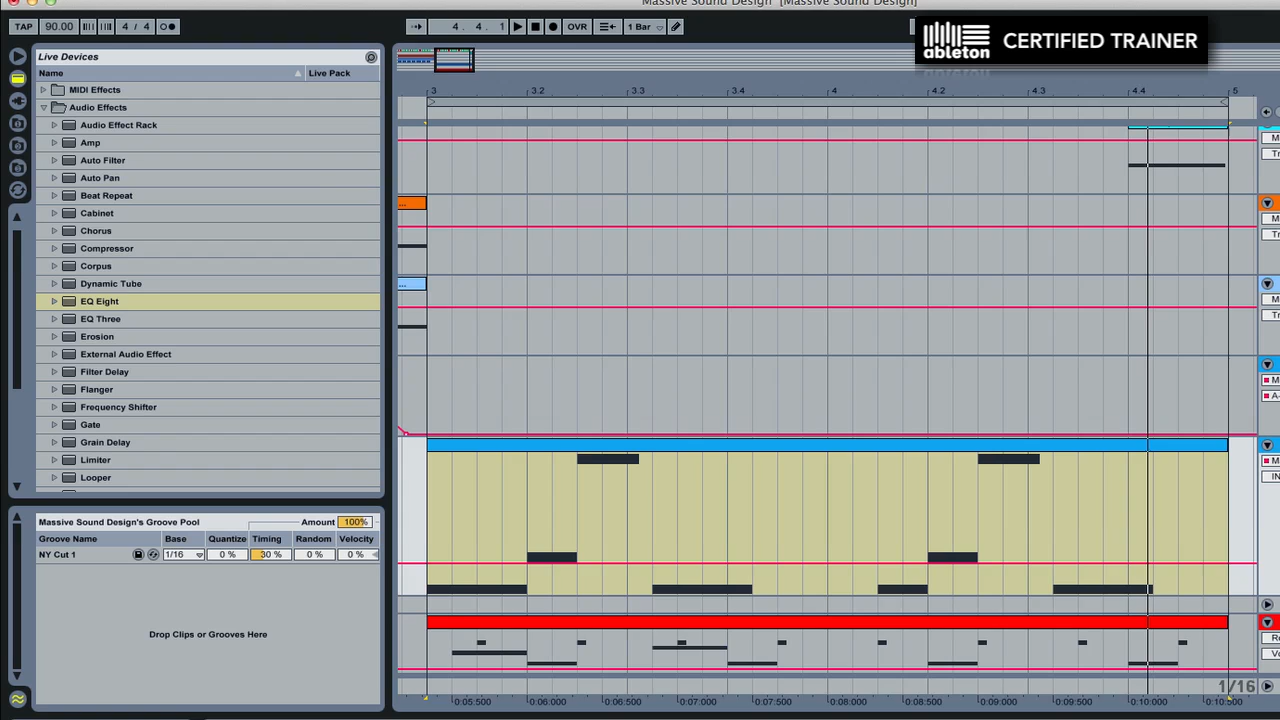 Massive Sound Design [Massive Sound Design]
TAP 90.00 4 / 4 4. 4. 1 OVR 1 Bar
ableton CERTIFIED TRAINER
Live Devices
Name Live Pack
MIDI Effects
Audio Effects
Audio Effect Rack
Amp
Auto Filter
Auto Pan
Beat Repeat
Cabinet
Chorus
Compressor
Corpus
Dynamic Tube
EQ Eight
EQ Three
Erosion
External Audio Effect
Filter Delay
Flanger
Frequency Shifter
Gate
Grain Delay
Limiter
Looper
Massive Sound Design's Groove Pool Amount 100%
Groove Name Base Quantize Timing Random Velocity
NY Cut 1 1/16 0 % 30 % 0 % 0 %
Drop Clips or Grooves Here
3 3.2 3.3 3.4 4 4.2 4.3 4.4 5
...
...
1/16
0:05:500 0:06:000 0:06:500 0:07:000 0:07:500 0:08:000 0:08:500 0:09:000 0:09:500 0:10:000 0:10:500